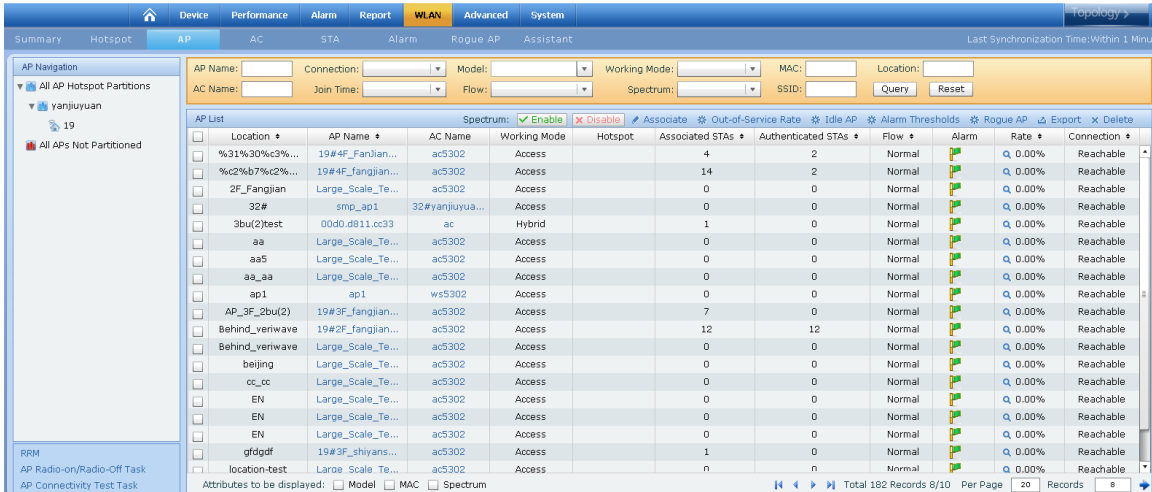 Device Performance Alarm Report WLAN Advanced System Topology
Summary Hotspot AP AC STA Alarm Rogue AP Assistant Last Synchronization Time:Within 1 Minu
AP Navigation
All AP Hotspot Partitions
yanjiuyuan
19
All APs Not Partitioned
RRM
AP Radio-on/Radio-Off Task
AP Connectivity Test Task
AP Name: Connection: Model: Working Mode: MAC: Location:
AC Name: Join Time: Flow: Spectrum: SSID: Query Reset
AP List Spectrum: Enable Disable Associate Out-of-Service Rate Idle AP Alarm Thresholds Rogue AP Export Delete
Location AP Name AC Name Working Mode Hotspot Associated STAs Authenticated STAs Flow Alarm Rate Connection
%31%30%c3%... 19#4F_FanJian... ac5302 Access 4 2 Normal 0.00% Reachable
%c2%b7%c2%... 19#4F_fangjian... ac5302 Access 14 2 Normal 0.00% Reachable
2F_Fangjian Large_Scale_Te... ac5302 Access 0 0 Normal 0.00% Reachable
32# smp_ap1 32#yanjiuyua... Access 0 0 Normal 0.00% Reachable
3bu(2)test 00d0.d811.cc33 ac Hybrid 1 0 Normal 0.00% Reachable
aa Large_Scale_Te... ac5302 Access 0 0 Normal 0.00% Reachable
aa5 Large_Scale_Te... ac5302 Access 0 0 Normal 0.00% Reachable
aa_aa Large_Scale_Te... ac5302 Access 0 0 Normal 0.00% Reachable
ap1 ap1 ws5302 Access 0 0 Normal 0.00% Reachable
AP_3F_2bu(2) 19#3F_fangjian... ac5302 Access 7 0 Normal 0.00% Reachable
Behind_veriwave 19#2F_fangjian... ac5302 Access 12 12 Normal 0.00% Reachable
Behind_veriwave Large_Scale_Te... ac5302 Access 0 0 Normal 0.00% Reachable
beijing Large_Scale_Te... ac5302 Access 0 0 Normal 0.00% Reachable
cc_cc Large_Scale_Te... ac5302 Access 0 0 Normal 0.00% Reachable
EN Large_Scale_Te... ac5302 Access 0 0 Normal 0.00% Reachable
EN Large_Scale_Te... ac5302 Access 0 0 Normal 0.00% Reachable
EN Large_Scale_Te... ac5302 Access 0 0 Normal 0.00% Reachable
gfdgdf 19#3F_shiyans... ac5302 Access 1 0 Normal 0.00% Reachable
location-test Large_Scale_Te... ac5302 Access 0 0 Normal 0.00% Reachable
Attributes to be displayed: Model MAC Spectrum Total 182 Records 8/10 Per Page 20 Records 8